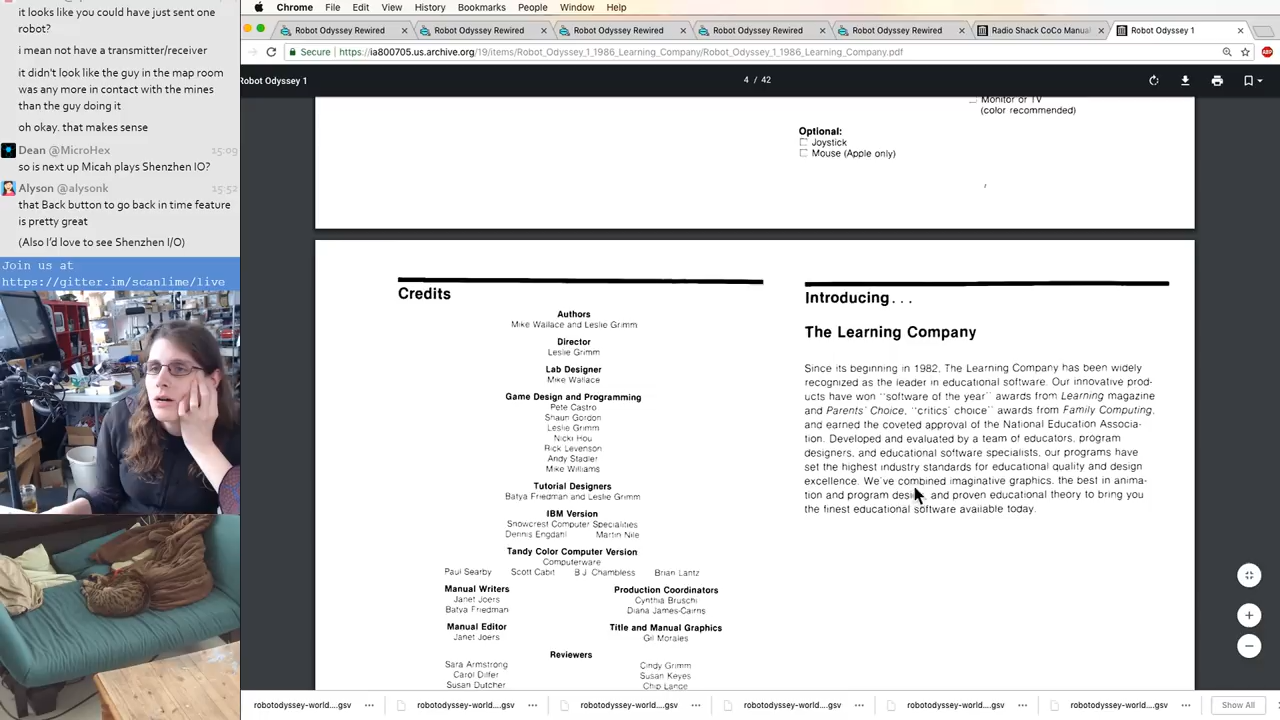 Chrome File Edit View History Bookmarks People Window Help
Robot Odyssey Rewired
Robot Odyssey Rewired
Robot Odyssey Rewired
Robot Odyssey Rewired
Robot Odyssey Rewired
Radio Shack CoCo Manual
Robot Odyssey 1
Secure https://ia800705.us.archive.org/19/items/Robot_Odyssey_1_1986_Learning_Company/Robot_Odyssey_1_1986_Learning_Company.pdf
ABP
Robot Odyssey 1
4 / 42
it looks like you could have just sent one
robot?
i mean not have a transmitter/receiver
it didn't look like the guy in the map room
was any more in contact with the mines
than the guy doing it
oh okay. that makes sense
Dean @MicroHex 15:09
so is next up Micah plays Shenzhen IO?
Alyson @alysonk 15:52
that Back button to go back in time feature
is pretty great
(Also I'd love to see Shenzhen I/O)
Join us at
https://gitter.im/scanlime/live
Monitor or TV
(color recommended)
Optional:
Joystick
Mouse (Apple only)
Credits
Authors
Mike Wallace and Leslie Grimm
Director
Leslie Grimm
Lab Designer
Mike Wallace
Game Design and Programming
Pete Castro
Shaun Gordon
Leslie Grimm
Nicki Hou
Rick Levenson
Andy Stadler
Mike Williams
Tutorial Designers
Batya Friedman and Leslie Grimm
IBM Version
Showcrest Computer Specialities
Dennis Engdahl Martin Nile
Tandy Color Computer Version
Computerware
Paul Searby Scott Cabit B.J. Chambless Brian Lantz
Manual Writers
Janet Joers
Batya Friedman
Production Coordinators
Cynthia Bruschi
Diana James-Cairns
Manual Editor
Janet Joers
Title and Manual Graphics
Gil Morales
Reviewers
Sara Armstrong
Carol Dilfer
Susan Dutcher
Cindy Grimm
Susan Keyes
Chip Lange
Introducing . . .
The Learning Company
Since its beginning in 1982, The Learning Company has been widely
recognized as the leader in educational software. Our innovative prod-
ucts have won "software of the year" awards from Learning magazine
and Parents' Choice, "critics' choice" awards from Family Computing,
and earned the coveted approval of the National Education Associa-
tion. Developed and evaluated by a team of educators, program
designers, and educational software specialists, our programs have
set the highest industry standards for educational quality and design
excellence. We've combined imaginative graphics, the best in anima-
tion and program design, and proven educational theory to bring you
the finest educational software available today.
robotodyssey-world....gsv
robotodyssey-world....gsv
robotodyssey-world....gsv
robotodyssey-world....gsv
robotodyssey-world....gsv
robotodyssey-world....gsv
Show All